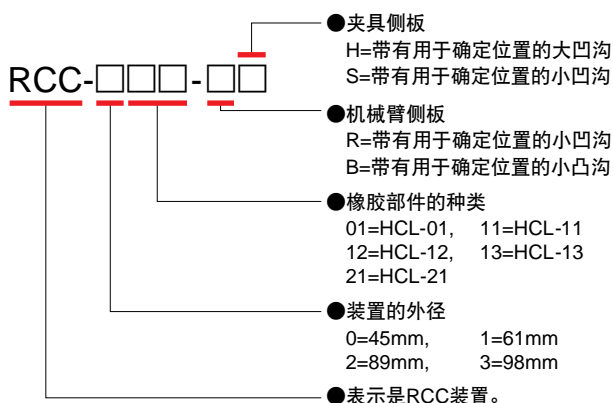 ●夹具侧板
H=带有用于确定位置的大凹沟
S=带有用于确定位置的小凹沟
RCC-□□□-□□
●机械臂侧板
R=带有用于确定位置的小凹沟
B=带有用于确定位置的小凸沟
●橡胶部件的种类
01=HCL-01, 11=HCL-11
12=HCL-12, 13=HCL-13
21=HCL-21
●装置的外径
0=45mm, 1=61mm
2=89mm, 3=98mm
●表示是RCC装置。